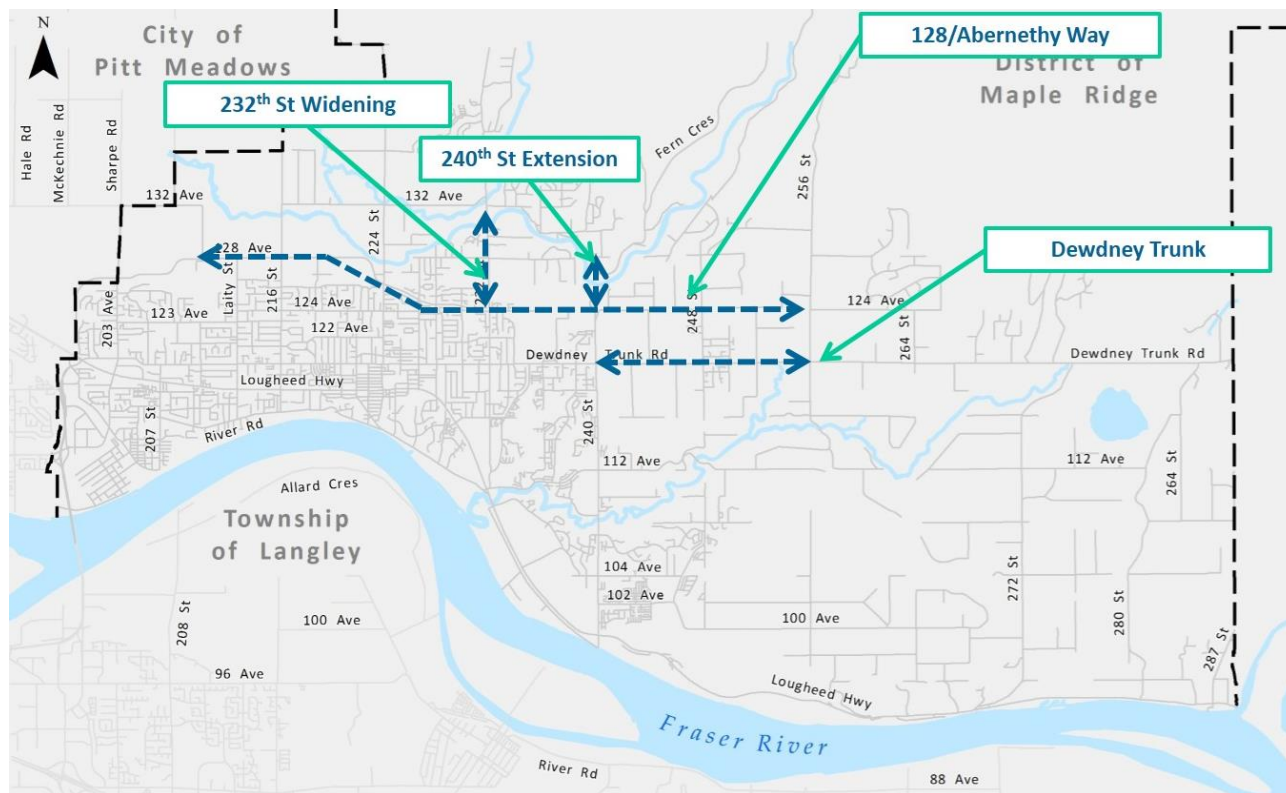 N
City of
Pitt Meadows
128/Abernethy Way
District of
Maple Ridge
232th St Widening
240th St Extension
Hale Rd
McKechnie Rd
Sharpe Rd
Fern Cres
256 St
132 Ave
132 Ave
224 St
128 Ave
Laity St
216 St
Dewdney Trunk
203 Ave
123 Ave
124 Ave
122 Ave
248 St
124 Ave
264 St
Dewdney Trunk Rd
Dewdney Trunk Rd
Lougheed Hwy
207 St
River Rd
240 St
112 Ave
112 Ave
264 St
Allard Cres
Township
of Langley
104 Ave
102 Ave
208 St
100 Ave
100 Ave
272 St
280 St
287 St
96 Ave
Lougheed Hwy
Fraser River
River Rd
88 Ave